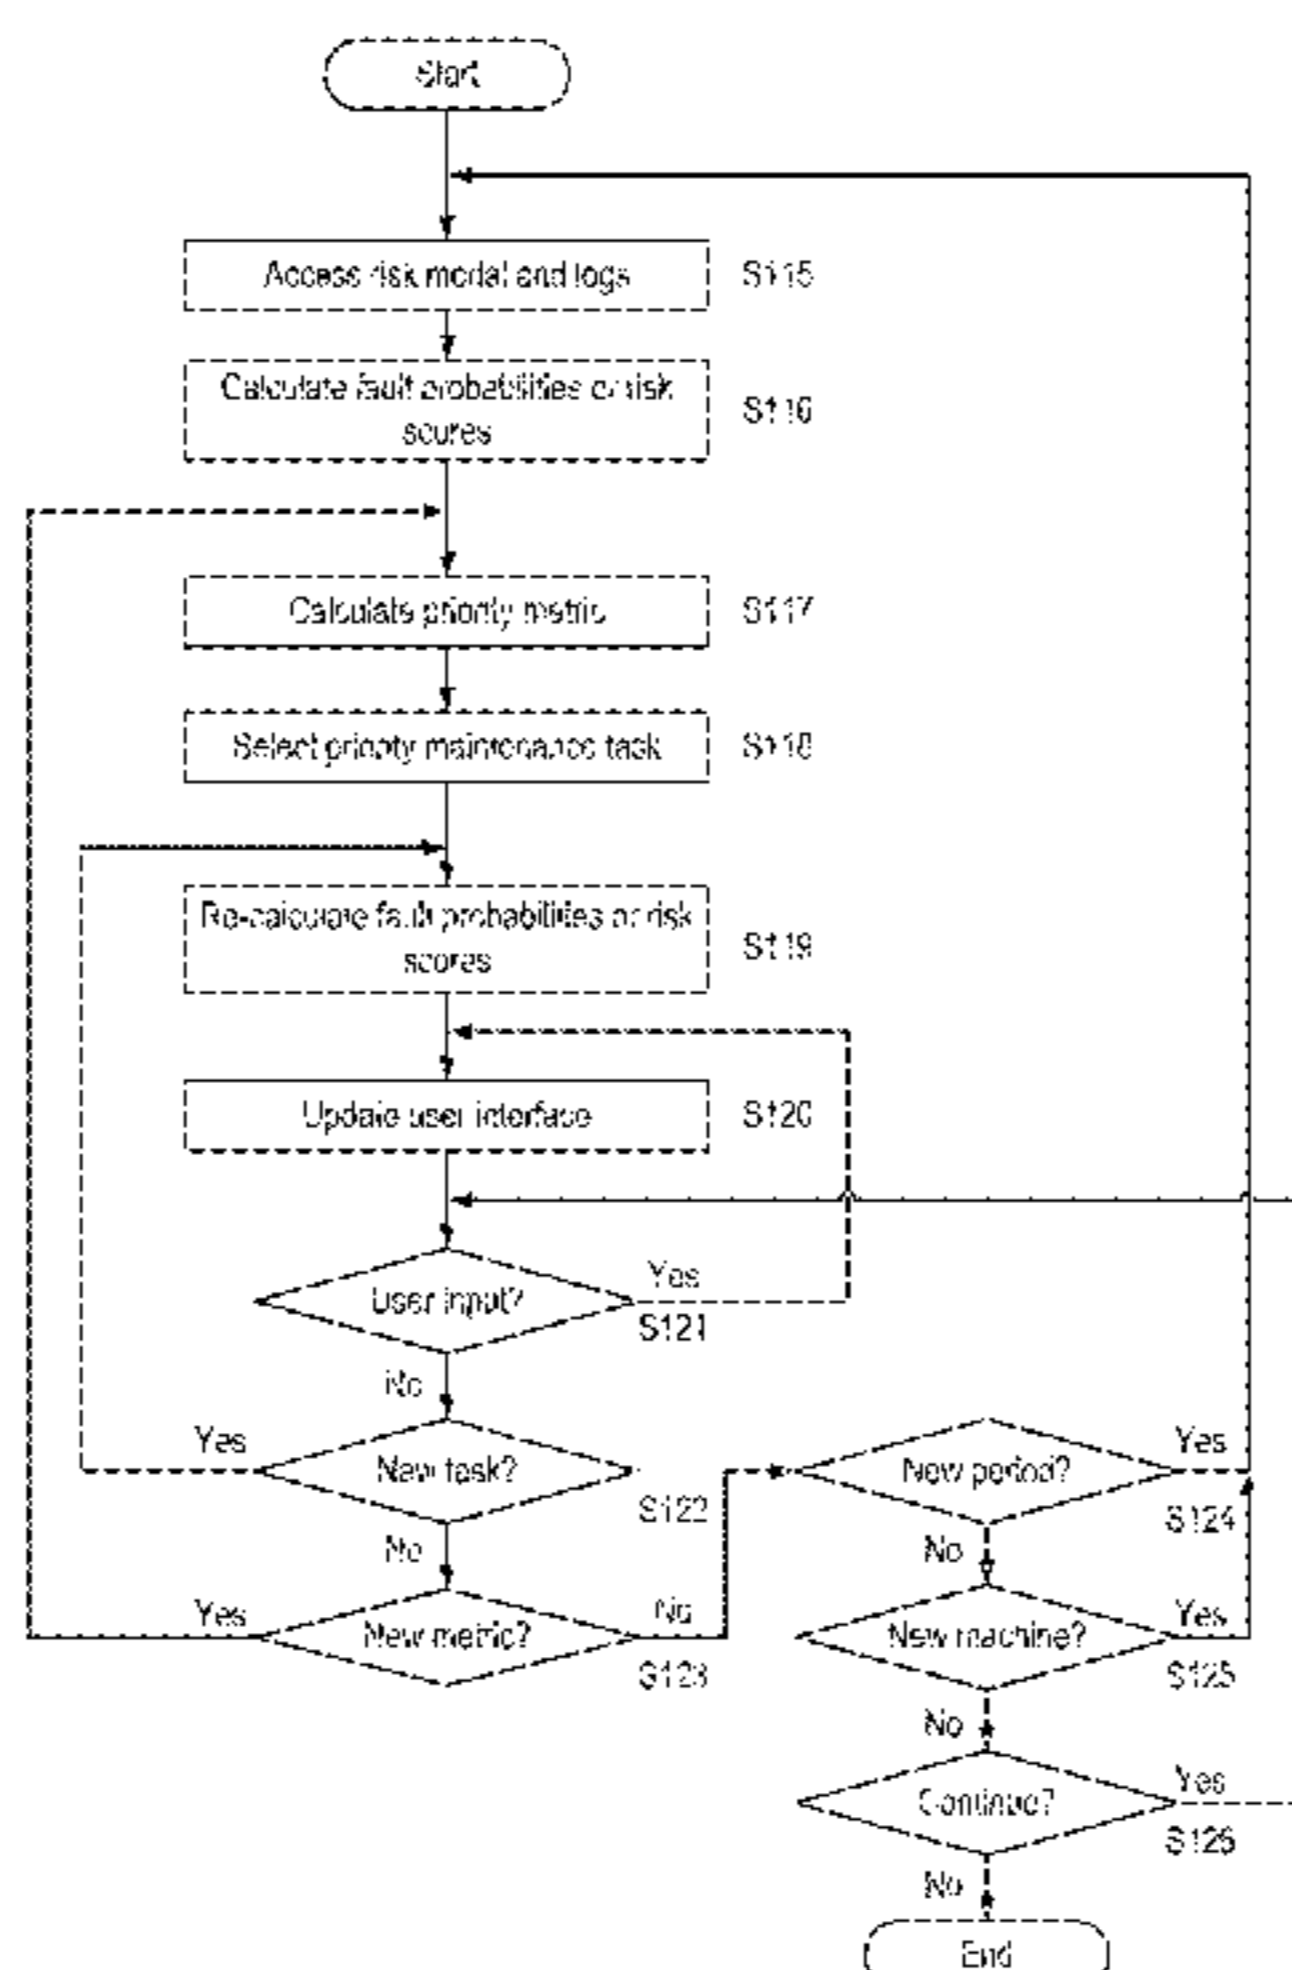 Start
Access risk model and logs
S115
Calculate fault probabilities or risk
scores
S116
Calculate priority metric
S117
Select priority maintenance task
S118
Re-calculate fault probabilities or risk
scores
S119
Update user interface
S120
User input?
Yes
S121
No
Yes
New task?
S122
New period?
Yes
S124
No
No
Yes
New metric?
No
S123
New machine?
Yes
S125
No
Continue?
Yes
S126
No
End